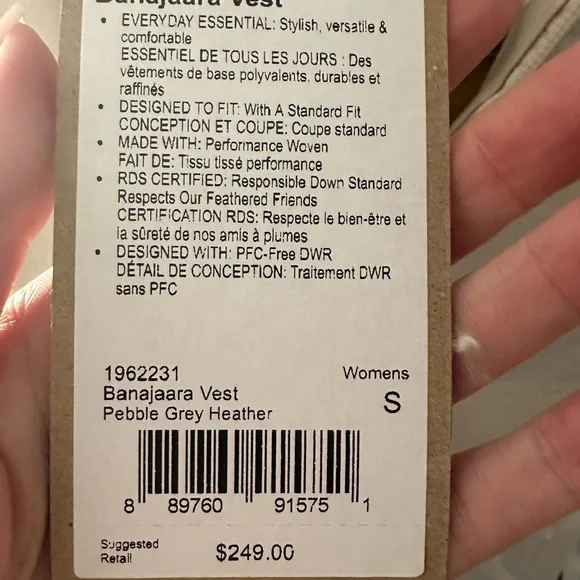 Banajaara Vest
• EVERYDAY ESSENTIAL: Stylish, versatile &
comfortable
ESSENTIEL DE TOUS LES JOURS : Des
vêtements de base polyvalents, durables et
raffinés
• DESIGNED TO FIT: With A Standard Fit
CONCEPTION ET COUPE: Coupe standard
• MADE WITH: Performance Woven
FAIT DE: Tissu tissé performance
• RDS CERTIFIED: Responsible Down Standard
Respects Our Feathered Friends
CERTIFICATION RDS: Respecte le bien-être et
la sûreté de nos amis à plumes
• DESIGNED WITH: PFC-Free DWR
DÉTAIL DE CONCEPTION: Traitement DWR
sans PFC
1962231 Womens
Banajaara Vest S
Pebble Grey Heather
8 89760 91575 1
Suggested
Retail $249.00